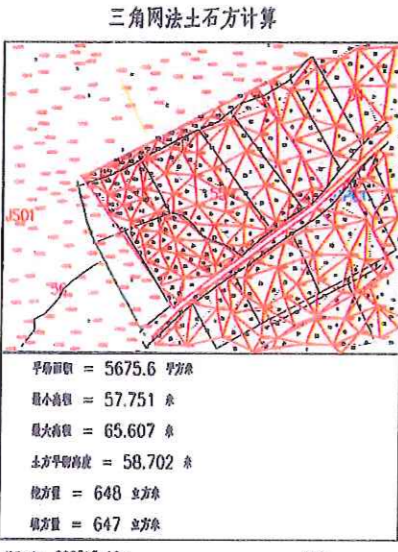 三角网法土石方计算
JS01
平场面积 = 5675.6 平方米
最小高程 = 57.751 米
最大高程 = 65.607 米
土方平衡高度 = 58.702 米
挖方量 = 648 立方米
填方量 = 647 立方米